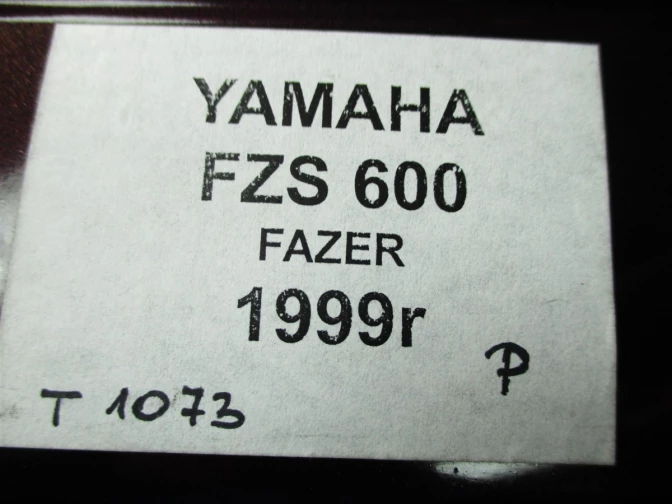 YAMAHA
FZS 600
FAZER
1999r
P
T 1073